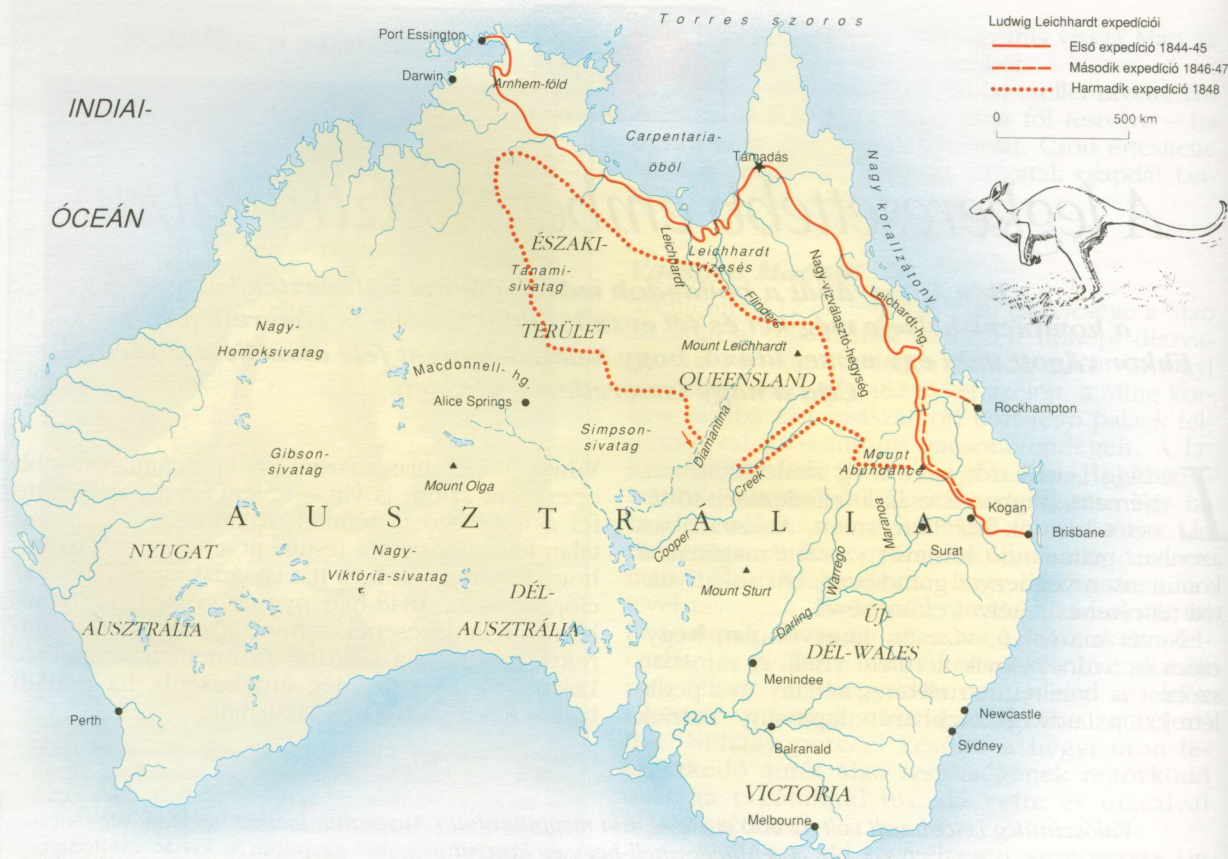 Torres szoros
Ludwig Leichhardt expedíciói
Első expedíció 1844-45
Második expedíció 1846-47
Harmadik expedíció 1848
0 500 km
Port Essington
Darwin
Arnhem-föld
INDIAI-
ÓCEÁN
Carpentaria-
öböl
Támadás
Nagy korallzátony
ÉSZAKI-
TERÜLET
Tanami-
sivatag
Leichhardt
Leichhardt
vízesés
Flinders
Nagy-vízválasztó-hegység
Leichardt-hg.
Nagy-
Homoksivatag
Mount Leichhardt
QUEENSLAND
Macdonnell- hg.
Alice Springs
Rockhampton
Simpson-
sivatag
Diamantina
Gibson-
sivatag
Mount Olga
Creek
Cooper
Mount
Abundance
AUSZTRÁLIA
Kogan
Brisbane
Surat
Maranoa
Warrego
NYUGAT
AUSZTRÁLIA
Nagy-
Viktória-sivatag
DÉL-
AUSZTRÁLIA
Mount Sturt
Darling
ÚJ
DÉL-WALES
Menindee
Perth
Newcastle
Sydney
Balranald
VICTORIA
Melbourne